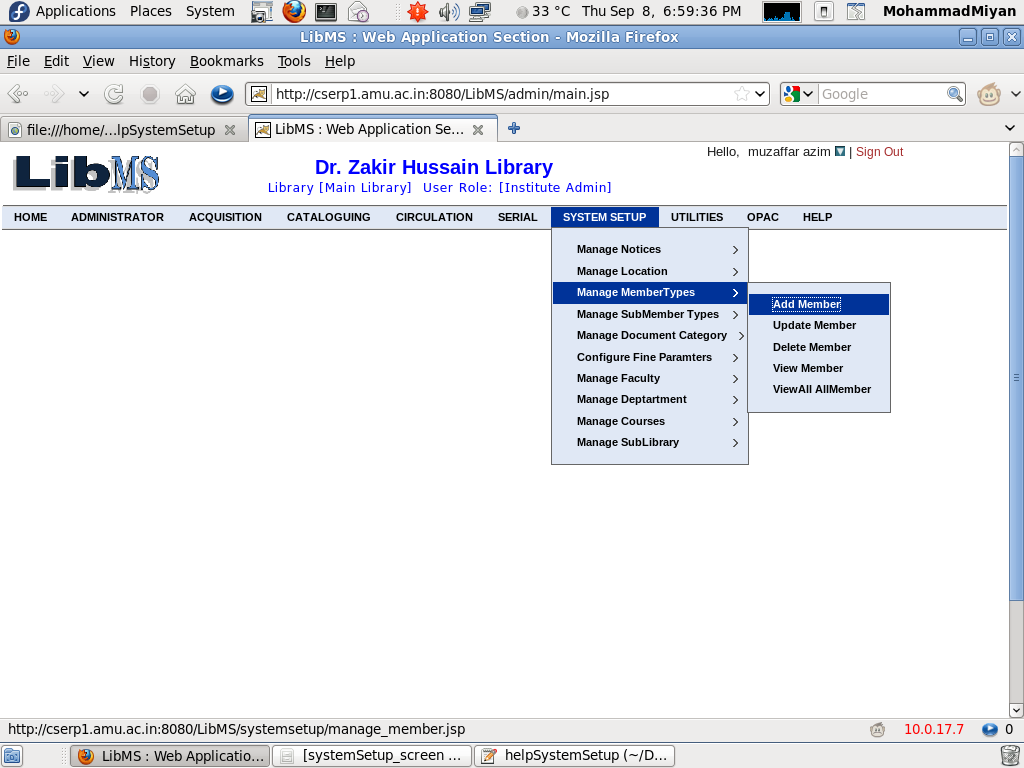 Applications Places System 33 °C Thu Sep 8, 6:59:36 PM MohammadMiyan
LibMS : Web Application Section - Mozilla Firefox
File Edit View History Bookmarks Tools Help
http://cserp1.amu.ac.in:8080/LibMS/admin/main.jsp Google
file:///home/...lpSystemSetup LibMS : Web Application Se...
LibMS
Hello, muzaffar azim | Sign Out
Dr. Zakir Hussain Library
Library [Main Library] User Role: [Institute Admin]
HOME ADMINISTRATOR ACQUISITION CATALOGUING CIRCULATION SERIAL SYSTEM SETUP UTILITIES OPAC HELP
Manage Notices
Manage Location
Manage MemberTypes
Manage SubMember Types
Manage Document Category
Configure Fine Paramters
Manage Faculty
Manage Deptartment
Manage Courses
Manage SubLibrary
Add Member
Update Member
Delete Member
View Member
ViewAll AllMember
http://cserp1.amu.ac.in:8080/LibMS/systemsetup/manage_member.jsp 10.0.17.7 0
LibMS : Web Applicatio... [systemSetup_screen ... helpSystemSetup (~/D...